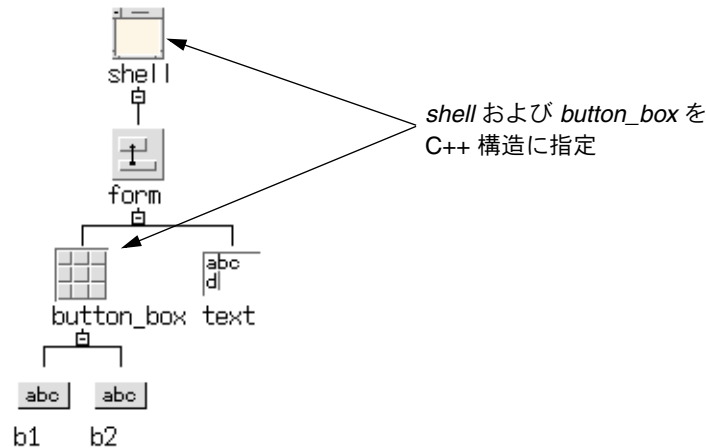 shell
shell および button_box を
C++ 構造に指定
form
abc
d
button_box text
abc abc
b1 b2